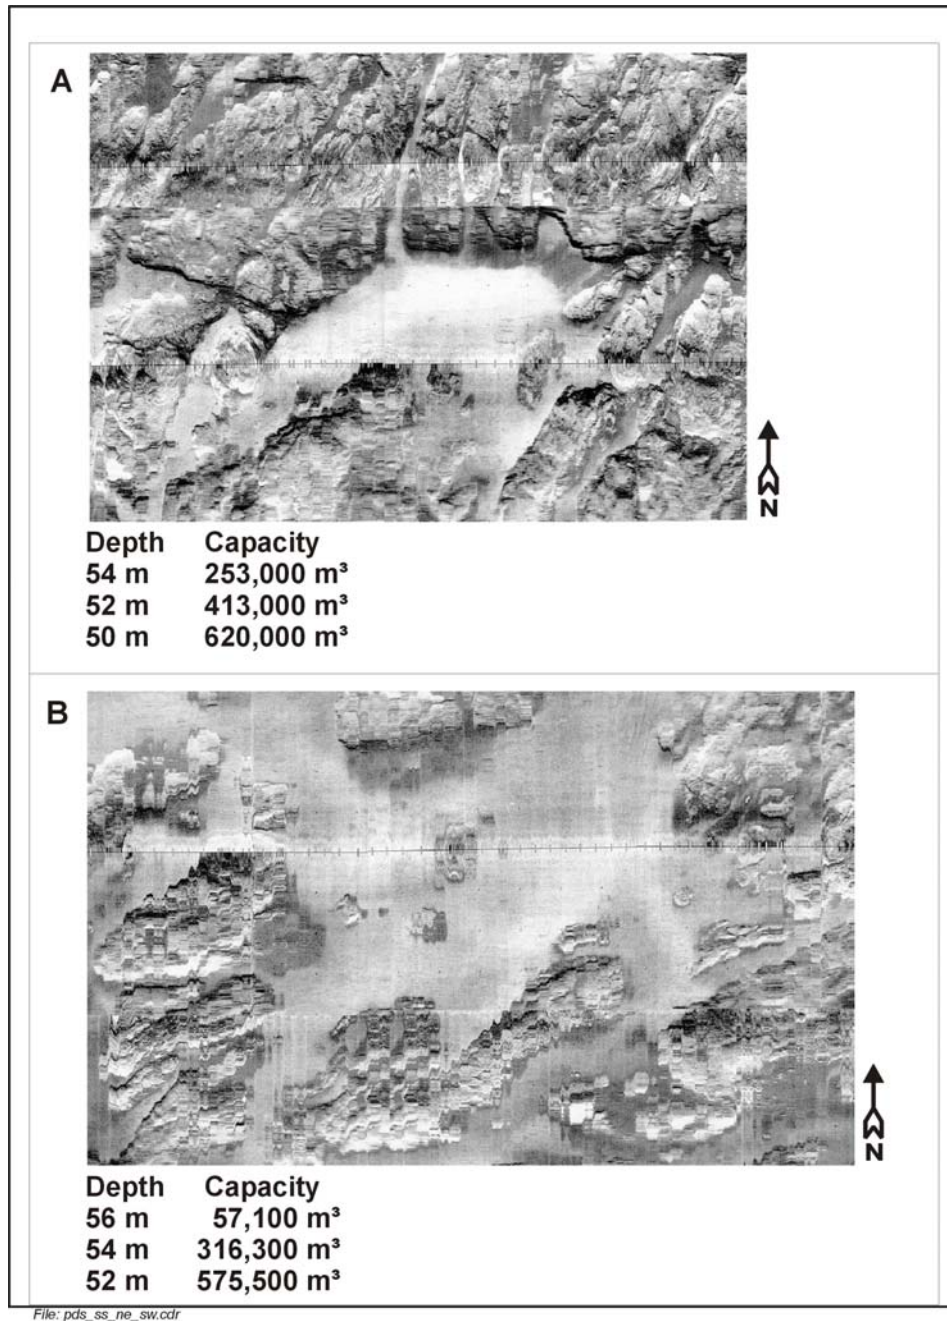 A
N
Depth Capacity
54 m 253,000 m³
52 m 413,000 m³
50 m 620,000 m³
B
N
Depth Capacity
56 m 57,100 m³
54 m 316,300 m³
52 m 575,500 m³
File: pds_ss_ne_sw.cdr